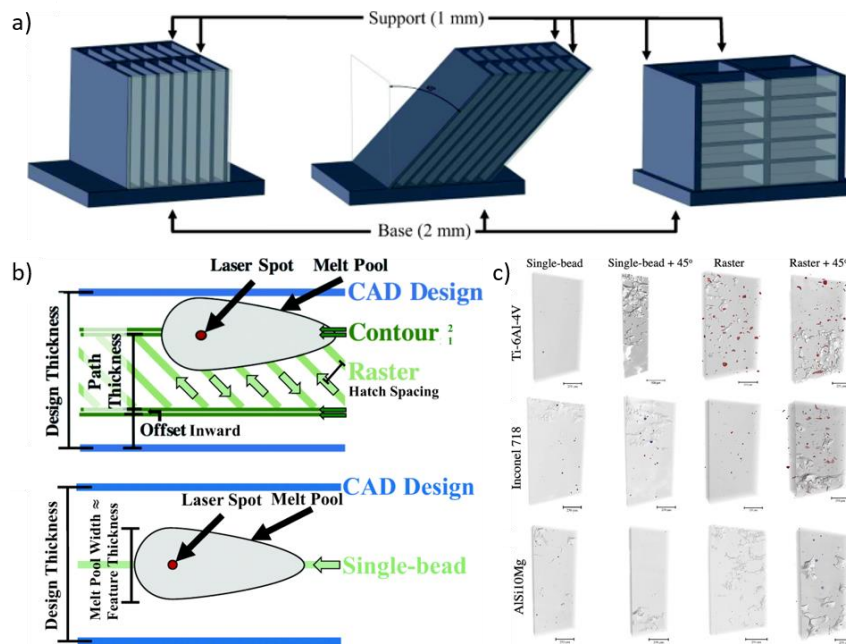 a)
Support (1 mm)
Φ
Base (2 mm)
b)
Laser Spot Melt Pool
CAD Design
Contour 2
1
Raster
Hatch Spacing
Design Thickness
Path
Thickness
Offset Inward
CAD Design
Laser Spot Melt Pool
Single-bead
Design Thickness
Melt Pool Width ≈
Feature Thickness
c)
Single-bead Single-bead + 45° Raster Raster + 45°
Ti-6Al-4V
Inconel 718
AlSi10Mg